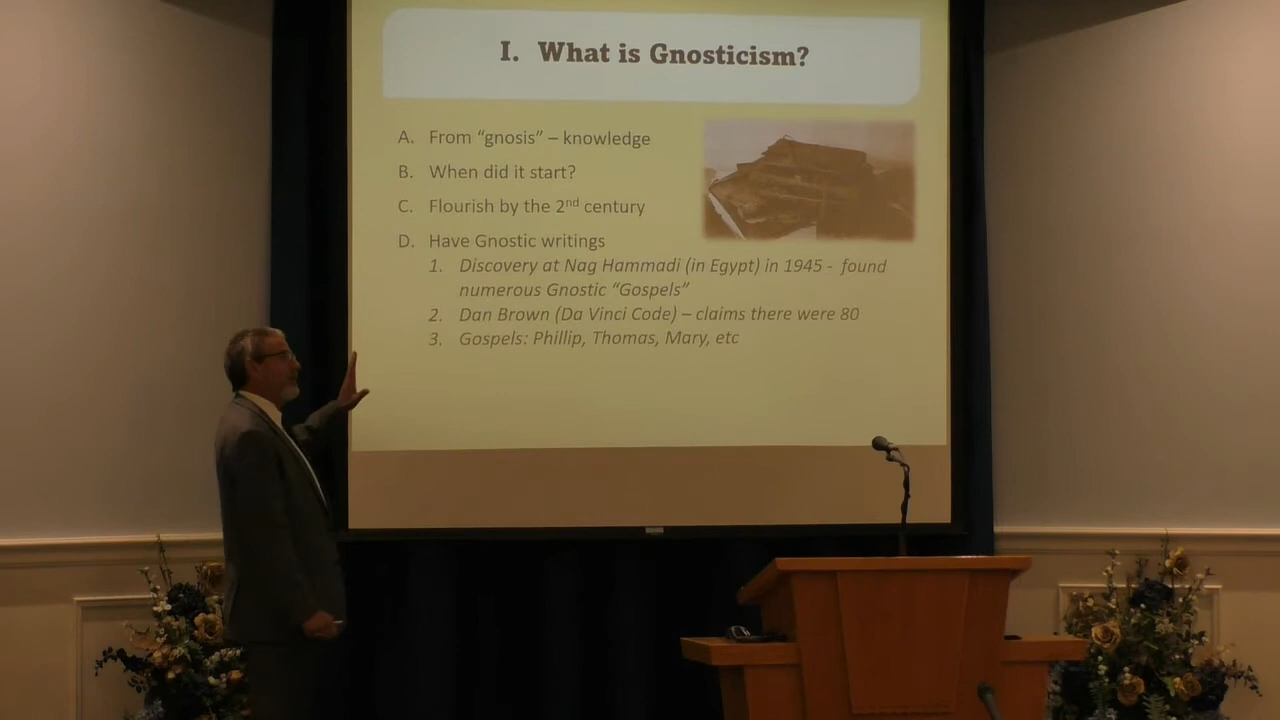 I. What is Gnosticism?
A. From “gnosis” – knowledge
B. When did it start?
C. Flourish by the 2nd century
D. Have Gnostic writings
1. Discovery at Nag Hammadi (in Egypt) in 1945 - found
numerous Gnostic “Gospels”
2. Dan Brown (Da Vinci Code) – claims there were 80
3. Gospels: Phillip, Thomas, Mary, etc